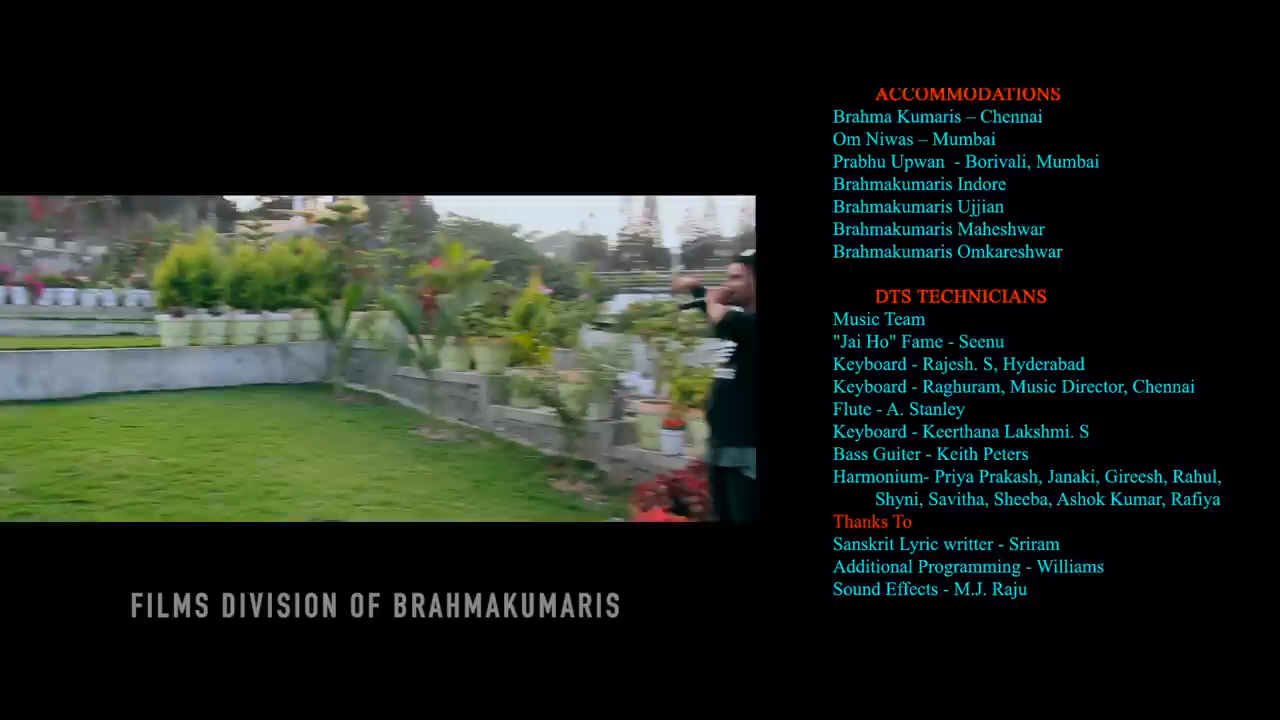 ACCOMMODATIONS
Brahma Kumaris – Chennai
Om Niwas – Mumbai
Prabhu Upwan - Borivali, Mumbai
Brahmakumaris Indore
Brahmakumaris Ujjian
Brahmakumaris Maheshwar
Brahmakumaris Omkareshwar
DTS TECHNICIANS
Music Team
"Jai Ho" Fame - Seenu
Keyboard - Rajesh. S, Hyderabad
Keyboard - Raghuram, Music Director, Chennai
Flute - A. Stanley
Keyboard - Keerthana Lakshmi. S
Bass Guiter - Keith Peters
Harmonium- Priya Prakash, Janaki, Gireesh, Rahul,
Shyni, Savitha, Sheeba, Ashok Kumar, Rafiya
Thanks To
Sanskrit Lyric writter - Sriram
Additional Programming - Williams
Sound Effects - M.J. Raju
FILMS DIVISION OF BRAHMAKUMARIS